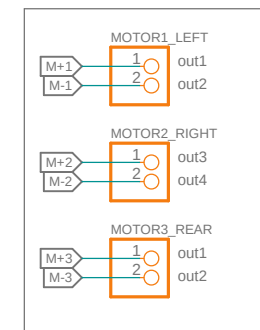 MOTOR1_LEFT
M+1 1 out1
M-1 2 out2
MOTOR2_RIGHT
M+2 1 out3
M-2 2 out4
MOTOR3_REAR
M+3 1 out1
M-3 2 out2